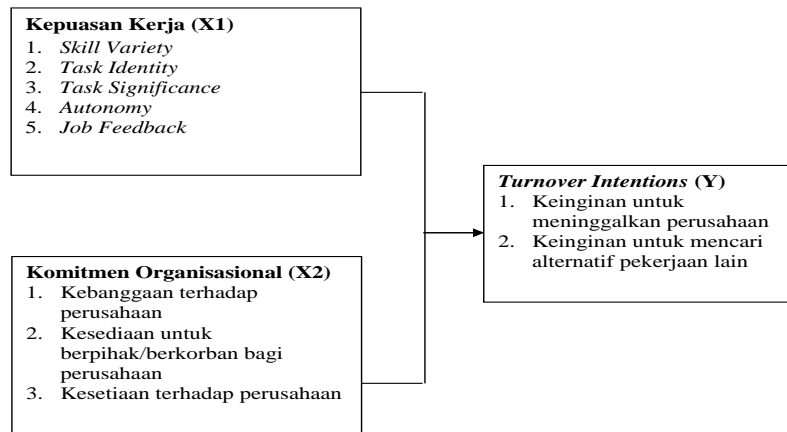 Kepuasan Kerja (X1)
1. Skill Variety
2. Task Identity
3. Task Significance
4. Autonomy
5. Job Feedback
Turnover Intentions (Y)
1. Keinginan untuk
meninggalkan perusahaan
2. Keinginan untuk mencari
alternatif pekerjaan lain
Komitmen Organisasional (X2)
1. Kebanggaan terhadap
perusahaan
2. Kesediaan untuk
berpihak/berkorban bagi
perusahaan
3. Kesetiaan terhadap perusahaan